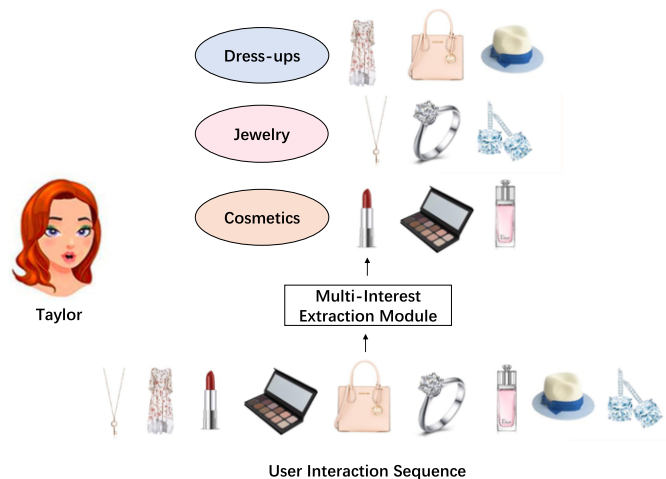 Dress-ups
Jewelry
Cosmetics
Taylor
Multi-Interest
Extraction Module
User Interaction Sequence